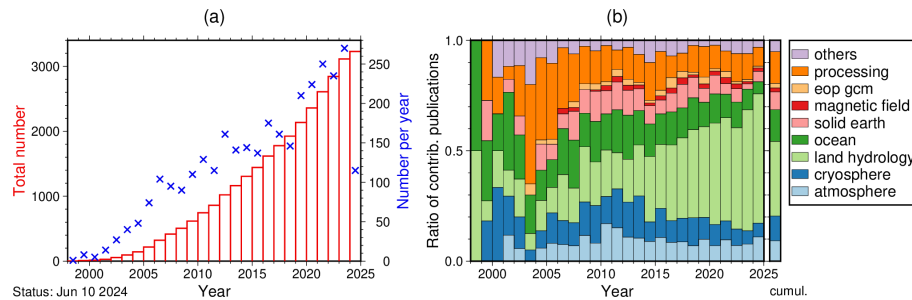 (a)
Total number
3000
2000
1000
0
250
200
150
100
50
0
Number per year
2000 2005 2010 2015 2020 2025
Year
Status: Jun 10 2024
(b)
Ratio of contrib. publications
1.0
0.5
0.0
2000 2005 2010 2015 2020 2025
Year
cumul.
others
processing
eop gcm
magnetic field
solid earth
ocean
land hydrology
cryosphere
atmosphere